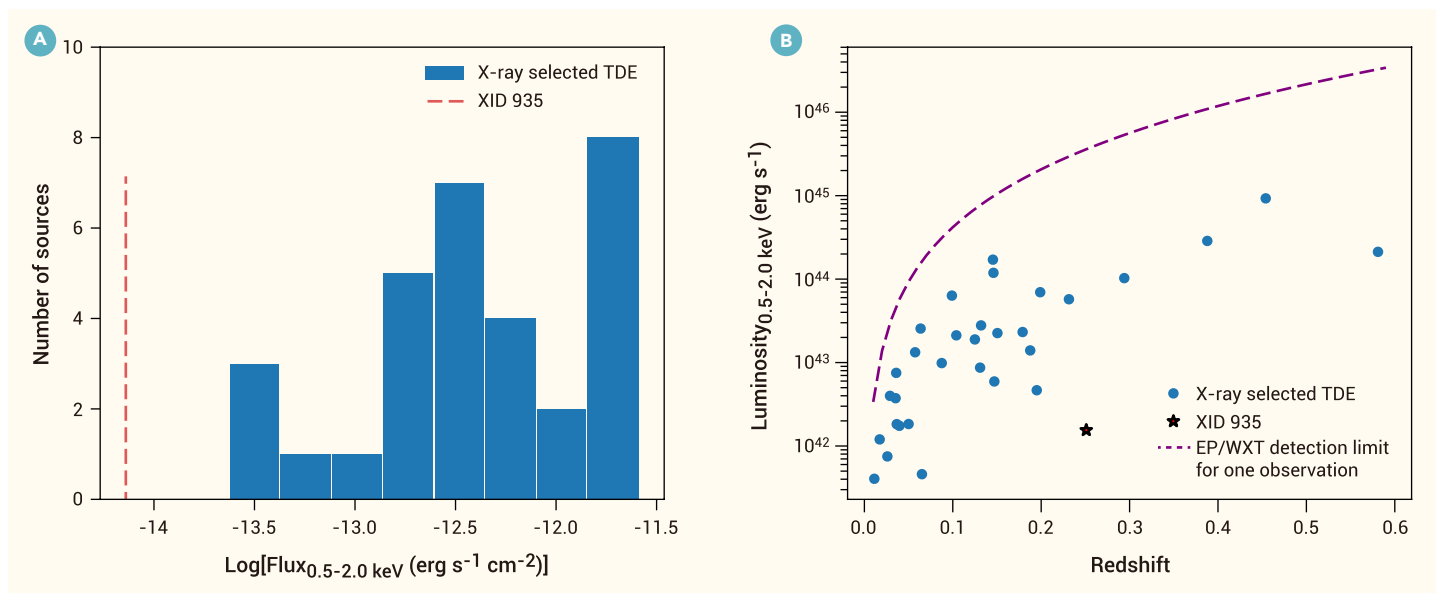 A
10
8
6
4
2
0
Number of sources
X-ray selected TDE
XID 935
-14
-13.5
-13.0
-12.5
-12.0
-11.5
Log[Flux0.5-2.0 keV (erg s-1 cm-2)]
B
10^46
10^45
10^44
10^43
10^42
Luminosity0.5-2.0 keV (erg s-1)
X-ray selected TDE
XID 935
EP/WXT detection limit
for one observation
0.0
0.1
0.2
0.3
0.4
0.5
0.6
Redshift